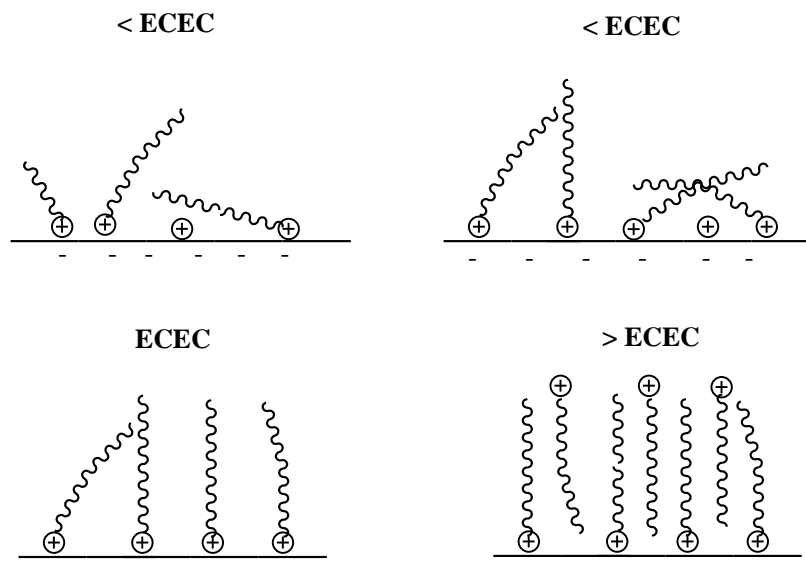 < ECEC
< ECEC
+ + + +
- - - - - -
+ + + + +
- - - - - -
ECEC
> ECEC
+ + +
+ + + +
+ + + +